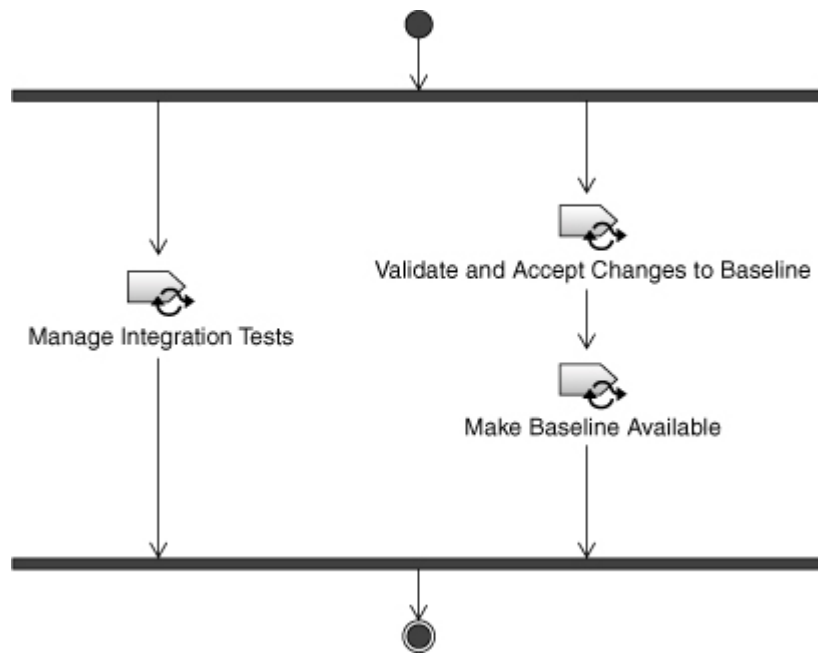 Validate and Accept Changes to Baseline
Manage Integration Tests
Make Baseline Available